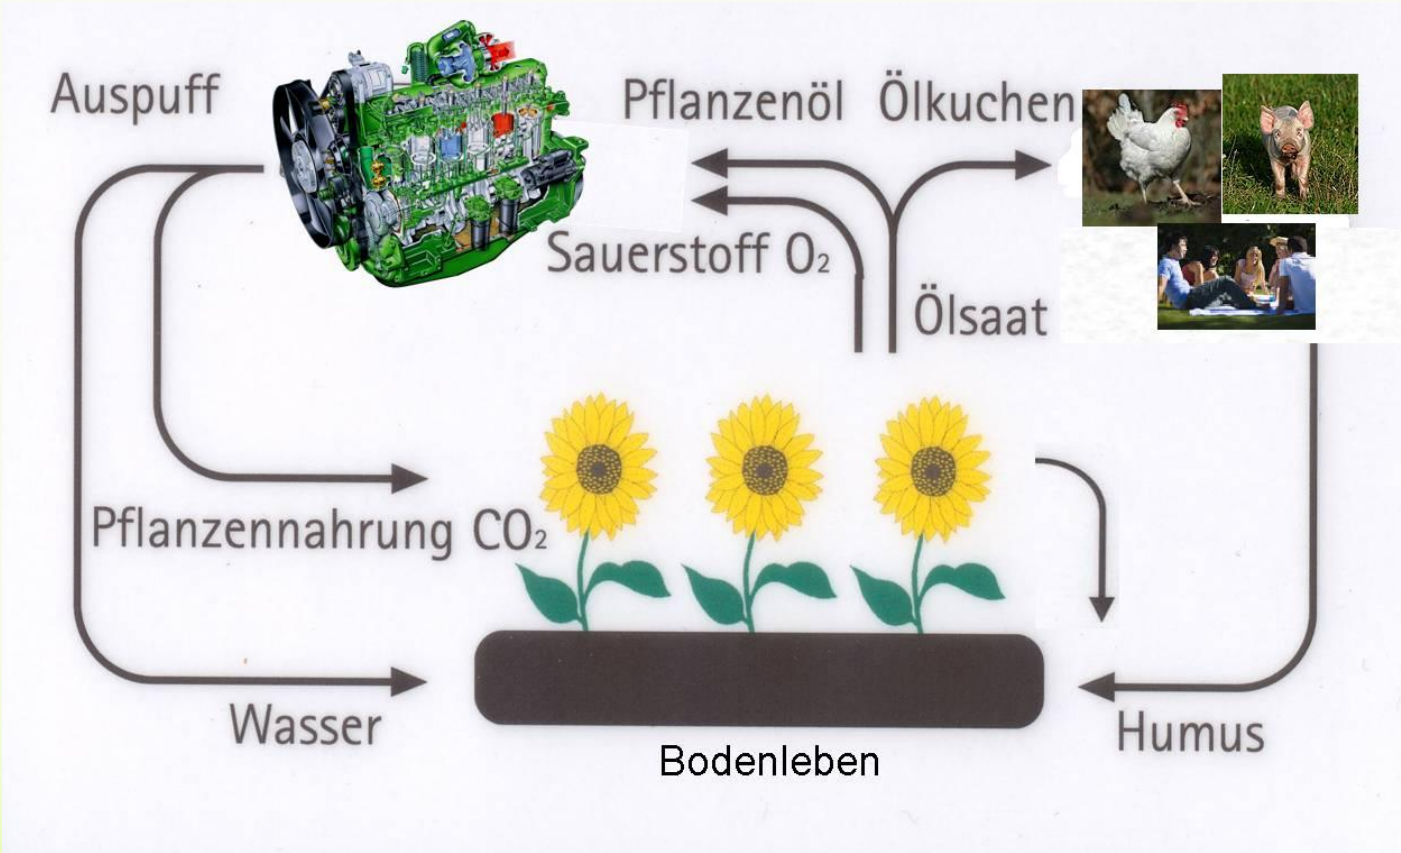 Auspuff
Pflanzenöl
Ölkuchen
Sauerstoff O₂
Ölsaat
Pflanzennahrung CO₂
Wasser
Humus
Bodenleben